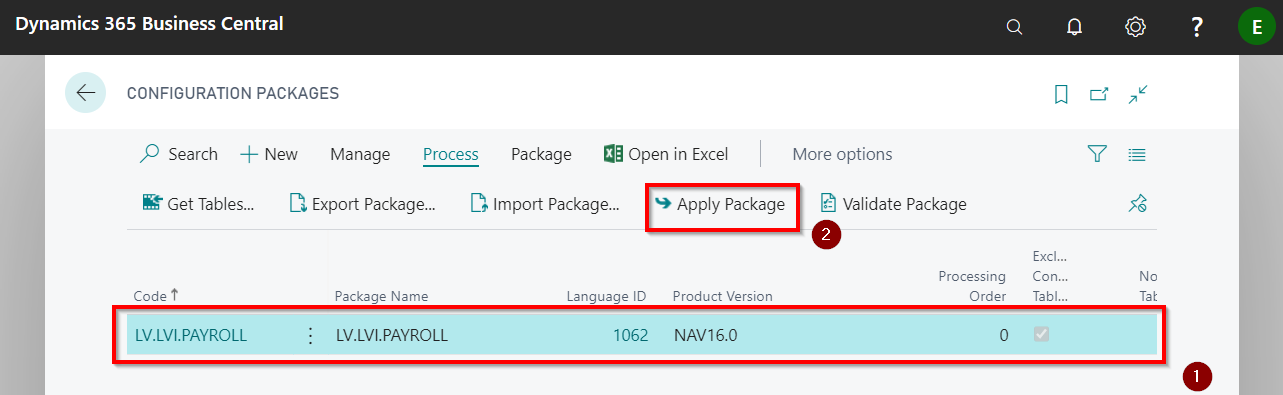 Dynamics 365 Business Central
? E
CONFIGURATION PACKAGES
Search New Manage Process Package Open in Excel More options
Get Tables... Export Package... Import Package... Apply Package Validate Package
2
Code Package Name Language ID Product Version Processing Order Excl... Con... Tabl... No Tab
LV.LVI.PAYROLL LV.LVI.PAYROLL 1062 NAV16.0 0
1